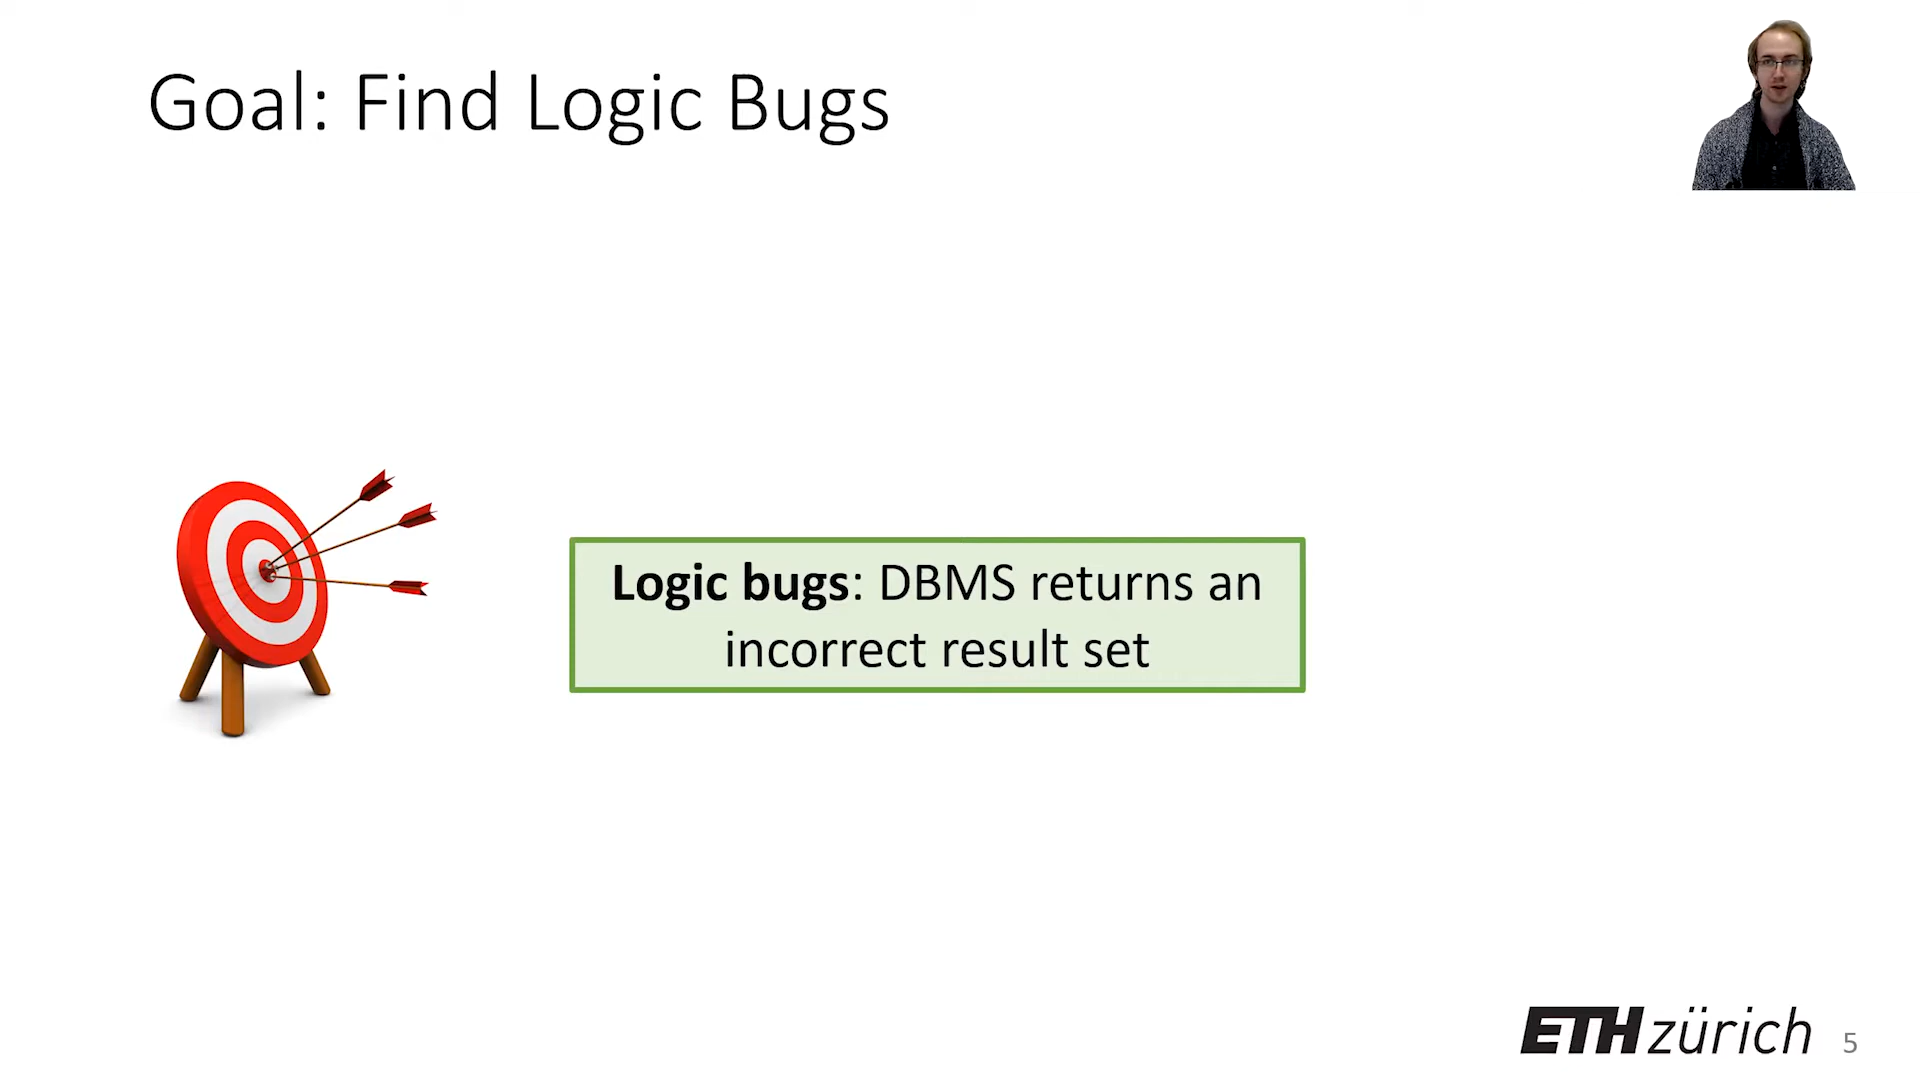 Goal: Find Logic Bugs
Logic bugs: DBMS returns an
incorrect result set
ETH zürich
5